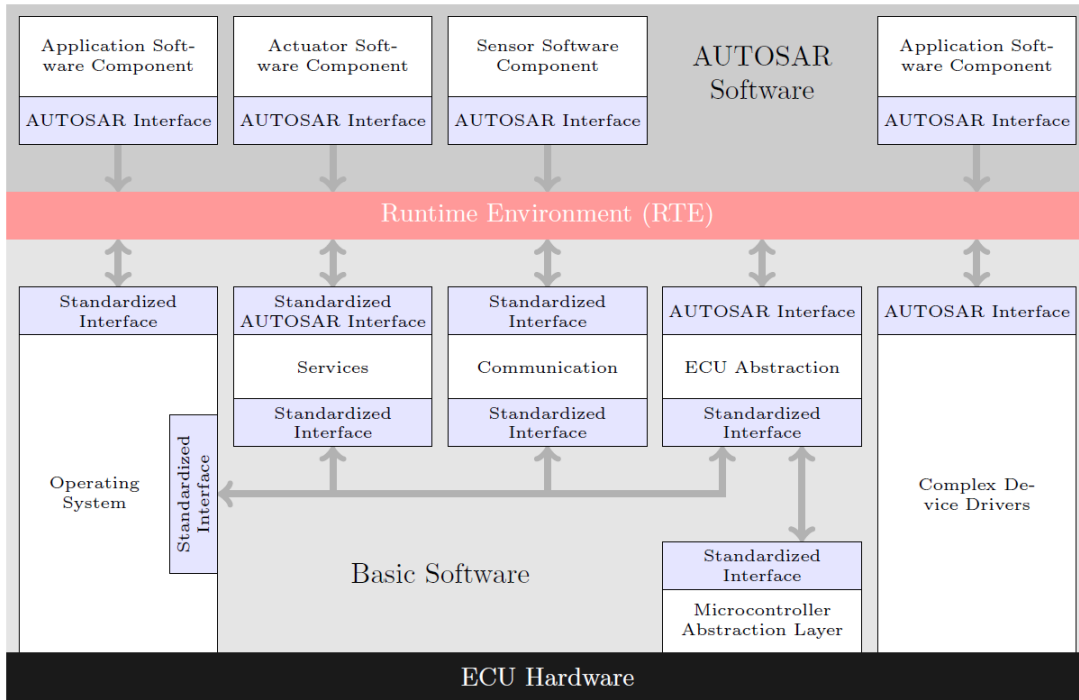 Application Soft-
ware Component
AUTOSAR Interface
Actuator Soft-
ware Component
AUTOSAR Interface
Sensor Software
Component
AUTOSAR Interface
AUTOSAR
Software
Application Soft-
ware Component
AUTOSAR Interface
Runtime Environment (RTE)
Standardized
Interface
Operating
System
Standardized
Interface
Standardized
AUTOSAR Interface
Services
Standardized
Interface
Standardized
Interface
Communication
Standardized
Interface
AUTOSAR Interface
ECU Abstraction
Standardized
Interface
AUTOSAR Interface
Complex De-
vice Drivers
Basic Software
Standardized
Interface
Microcontroller
Abstraction Layer
ECU Hardware